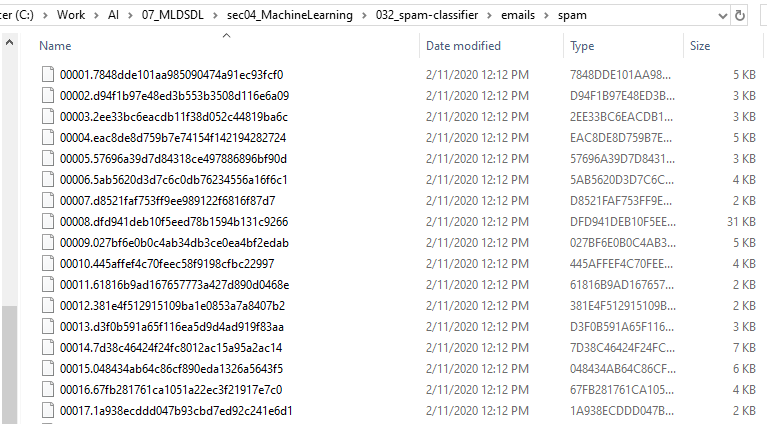 ter (C:) > Work > AI > 07_MLDSDL > sec04_MachineLearning > 032_spam-classifier > emails > spam
Name Date modified Type Size
00001.7848dde101aa985090474a91ec93fcf0 2/11/2020 12:12 PM 7848DDE101AA98... 5 KB
00002.d94f1b97e48ed3b553b3508d116e6a09 2/11/2020 12:12 PM D94F1B97E48ED3B... 3 KB
00003.2ee33bc6eacdb11f38d052c44819ba6c 2/11/2020 12:12 PM 2EE33BC6EACDB1... 3 KB
00004.eac8de8d759b7e74154f142194282724 2/11/2020 12:12 PM EAC8DE8D759B7E... 5 KB
00005.57696a39d7d84318ce497886896bf90d 2/11/2020 12:12 PM 57696A39D7D8431... 3 KB
00006.5ab5620d3d7c6c0db76234556a16f6c1 2/11/2020 12:12 PM 5AB5620D3D7C6C... 4 KB
00007.d8521faf753ff9ee989122f6816f87d7 2/11/2020 12:12 PM D8521FAF753FF9E... 2 KB
00008.dfd941deb10f5eed78b1594b131c9266 2/11/2020 12:12 PM DFD941DEB10F5EE... 31 KB
00009.027bf6e0b0c4ab34db3ce0ea4bf2edab 2/11/2020 12:12 PM 027BF6E0B0C4AB3... 5 KB
00010.445affef4c70feec58f9198cfbc22997 2/11/2020 12:12 PM 445AFFEF4C70FEE... 4 KB
00011.61816b9ad167657773a427d890d0468e 2/11/2020 12:12 PM 61816B9AD167657... 2 KB
00012.381e4f512915109ba1e0853a7a8407b2 2/11/2020 12:12 PM 381E4F512915109B... 2 KB
00013.d3f0b591a65f116ea5d9d4ad919f83aa 2/11/2020 12:12 PM D3F0B591A65F116... 3 KB
00014.7d38c46424f24fc8012ac15a95a2ac14 2/11/2020 12:12 PM 7D38C46424F24FC... 7 KB
00015.048434ab64c86cf890eda1326a5643f5 2/11/2020 12:12 PM 048434AB64C86CF... 6 KB
00016.67fb281761ca1051a22ec3f21917e7c0 2/11/2020 12:12 PM 67FB281761CA105... 4 KB
00017.1a938ecddd047b93cbd7ed92c241e6d1 2/11/2020 12:12 PM 1A938ECDDD047B... 2 KB